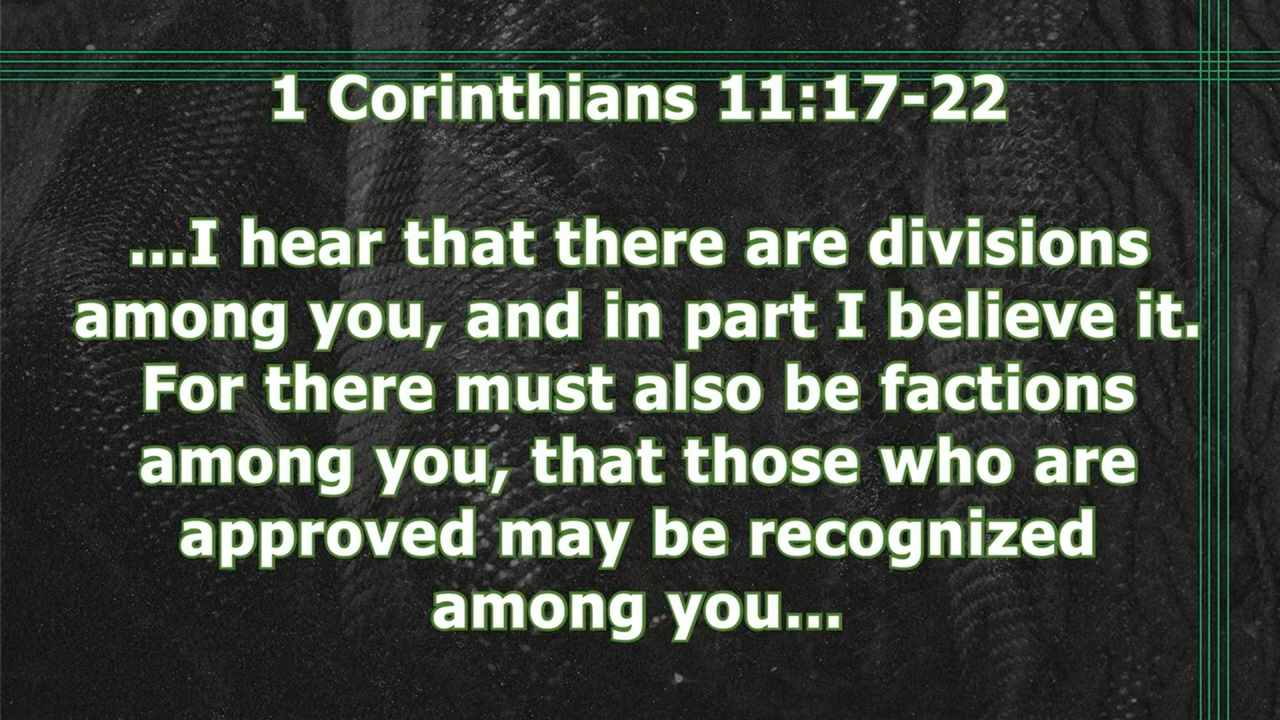 1 Corinthians 11:17-22
...I hear that there are divisions
among you, and in part I believe it.
For there must also be factions
among you, that those who are
approved may be recognized
among you...